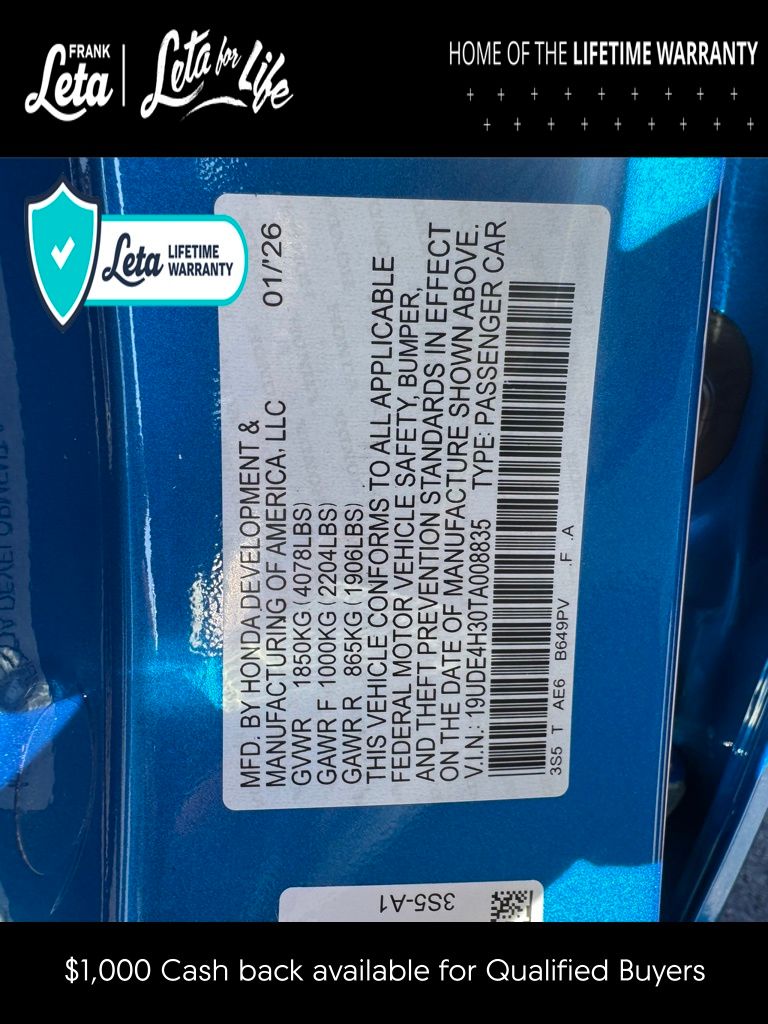 FRANK
Leta
Leta for Life
HOME OF THE LIFETIME WARRANTY
Leta LIFETIME
WARRANTY
MFD. BY HONDA DEVELOPMENT &
MANUFACTURING OF AMERICA, LLC 01/'26
GVWR 1850KG (4078LBS)
GAWR F 1000KG (2204LBS)
GAWR R 865KG (1906LBS)
THIS VEHICLE CONFORMS TO ALL APPLICABLE
FEDERAL MOTOR VEHICLE SAFETY, BUMPER,
AND THEFT PREVENTION STANDARDS IN EFFECT
ON THE DATE OF MANUFACTURE SHOWN ABOVE.
V.I.N.: 19UDE4H30TA008835 TYPE: PASSENGER CAR
3S5 T AE6 B649PV .F .A
3S5-A1
$1,000 Cash back available for Qualified Buyers